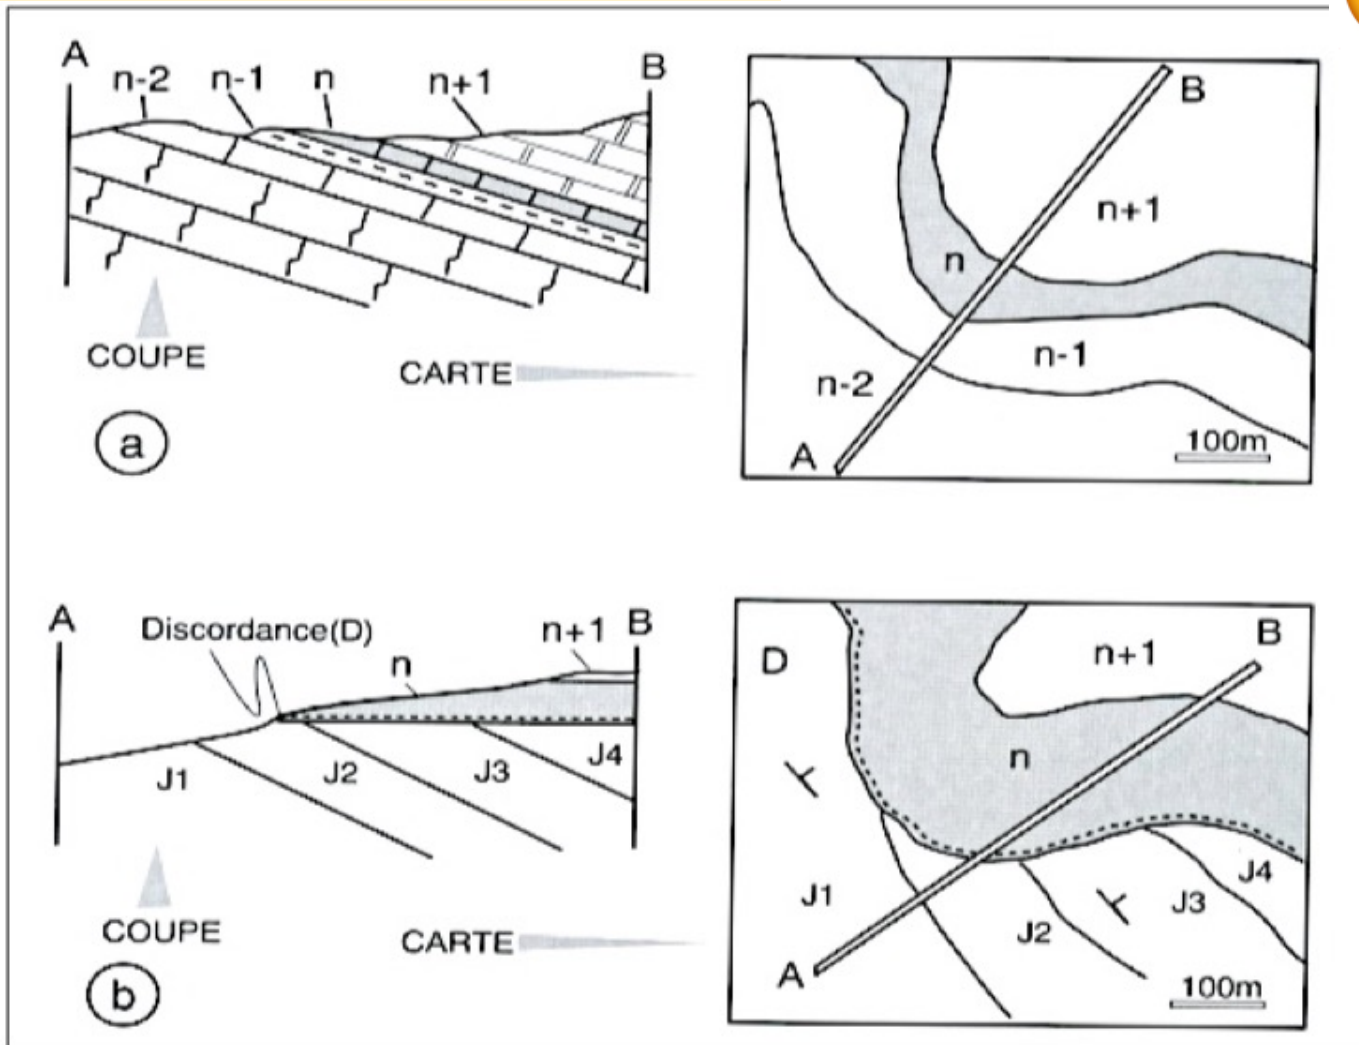 A
n-2 n-1 n n+1
B
COUPE
CARTE
a
B
n+1
n
n-1
n-2
A
100m
A
Discordance(D)
n
n+1 B
J1 J2 J3 J4
COUPE
CARTE
b
D
n+1
B
n
J1
J2
J3
J4
A
100m